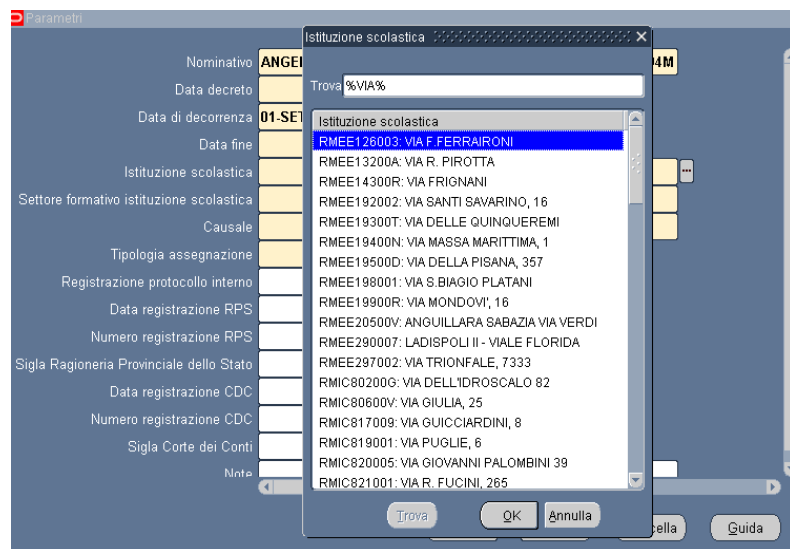 Parametri
Istituzione scolastica
Nominativo ANGE 4M
Data decreto
Data di decorrenza 01-SET
Data fine
Istituzione scolastica
Settore formativo istituzione scolastica
Causale
Tipologia assegnazione
Registrazione protocollo interno
Data registrazione RPS
Numero registrazione RPS
Sigla Ragioneria Provinciale dello Stato
Data registrazione CDC
Numero registrazione CDC
Sigla Corte dei Conti
Note
Trova %VIA%
Istituzione scolastica
RMEE126003: VIA F.FERRAIRONI
RMEE13200A: VIA R. PIROTTA
RMEE14300R: VIA FRIGNANI
RMEE192002: VIA SANTI SAVARINO, 16
RMEE19300T: VIA DELLE QUINQUEREMI
RMEE19400N: VIA MASSA MARITTIMA, 1
RMEE19500D: VIA DELLA PISANA, 357
RMEE198001: VIA S.BIAGIO PLATANI
RMEE19900R: VIA MONDOVI', 16
RMEE20500V: ANGUILLARA SABAZIA VIA VERDI
RMEE290007: LADISPOLI II - VIALE FLORIDA
RMEE297002: VIA TRIONFALE, 7333
RMIC80200G: VIA DELL'IDROSCALO 82
RMIC80600V: VIA GIULIA, 25
RMIC817009: VIA GUICCIARDINI, 8
RMIC819001: VIA PUGLIE, 6
RMIC820005: VIA GIOVANNI PALOMBINI 39
RMIC821001: VIA R. FUCINI, 265
Trova OK Annulla
cella Guida